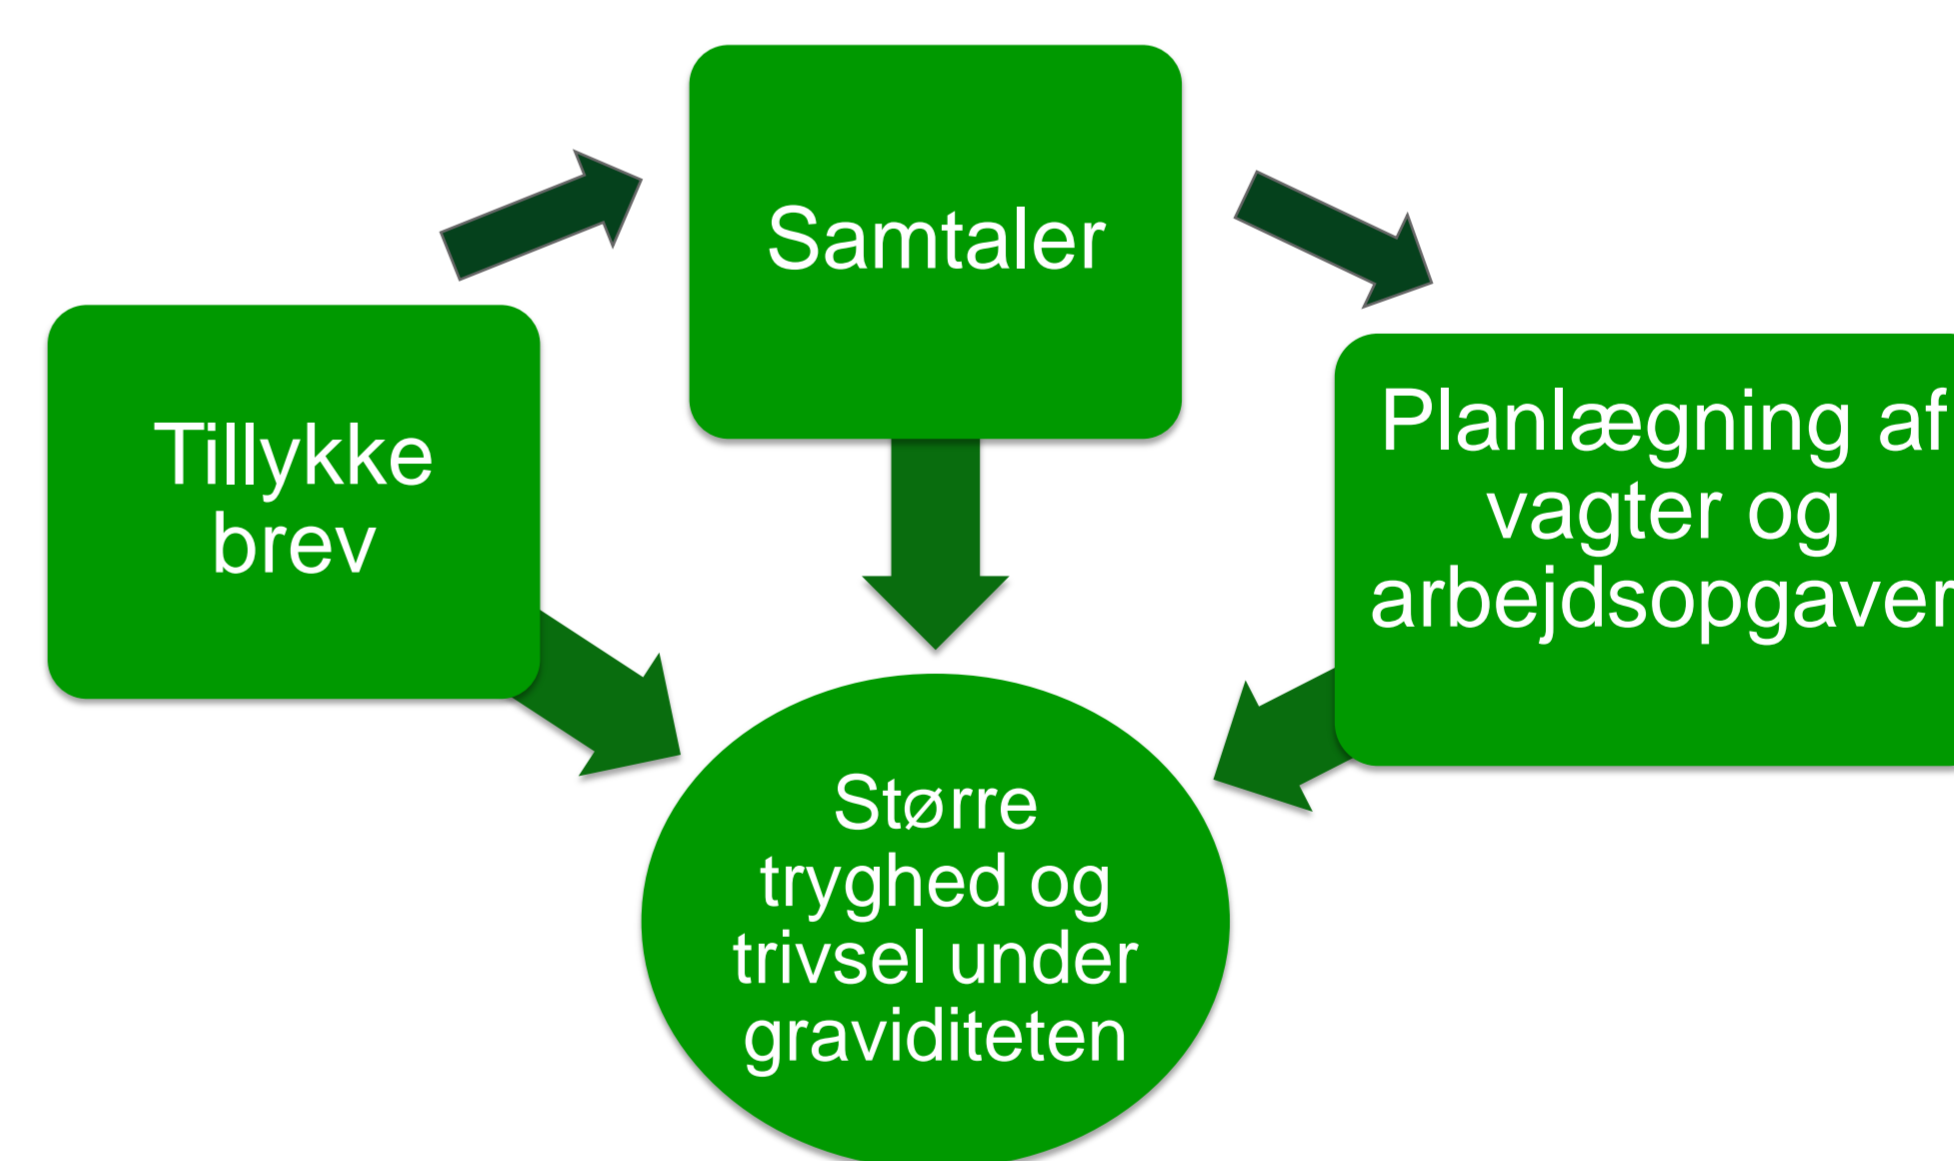 Samtaler
Tillykke
brev
Planlægning af
vagter og
arbejdsopgaver
Større
tryghed og
trivsel under
graviditeten